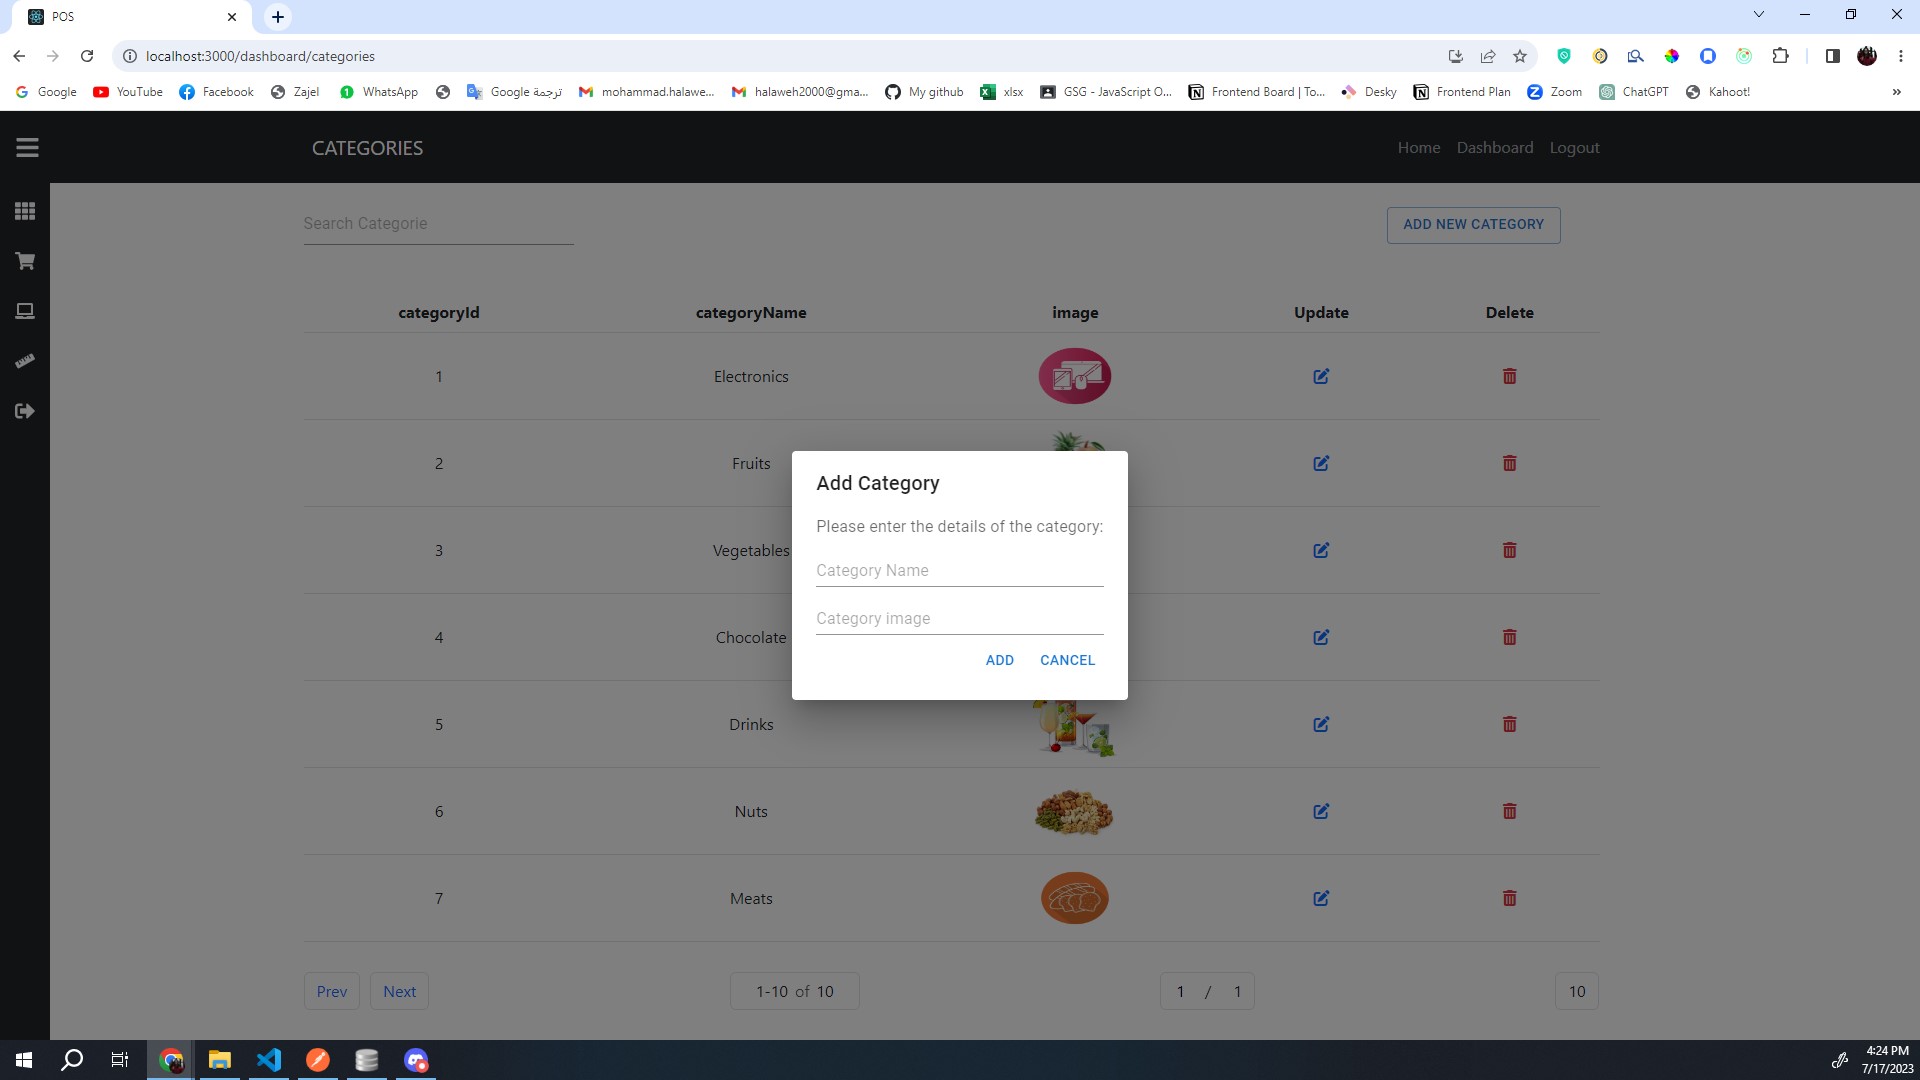 POS
localhost:3000/dashboard/categories
Google YouTube Facebook Zajel WhatsApp Google ترجمة mohammad.halawe... halaweh2000@gma... My github xlsx GSG - JavaScript O... Frontend Board | To... Desky Frontend Plan Zoom ChatGPT Kahoot! »
CATEGORIES Home Dashboard Logout
Search Categorie ADD NEW CATEGORY
categoryId categoryName image Update Delete
1 Electronics
2 Fruits
3 Vegetables
4 Chocolate
5 Drinks
6 Nuts
7 Meats
Add Category
Please enter the details of the category:
Category Name
Category image
ADD CANCEL
Prev Next 1-10 of 10 1 / 1 10
4:24 PM
7/17/2023